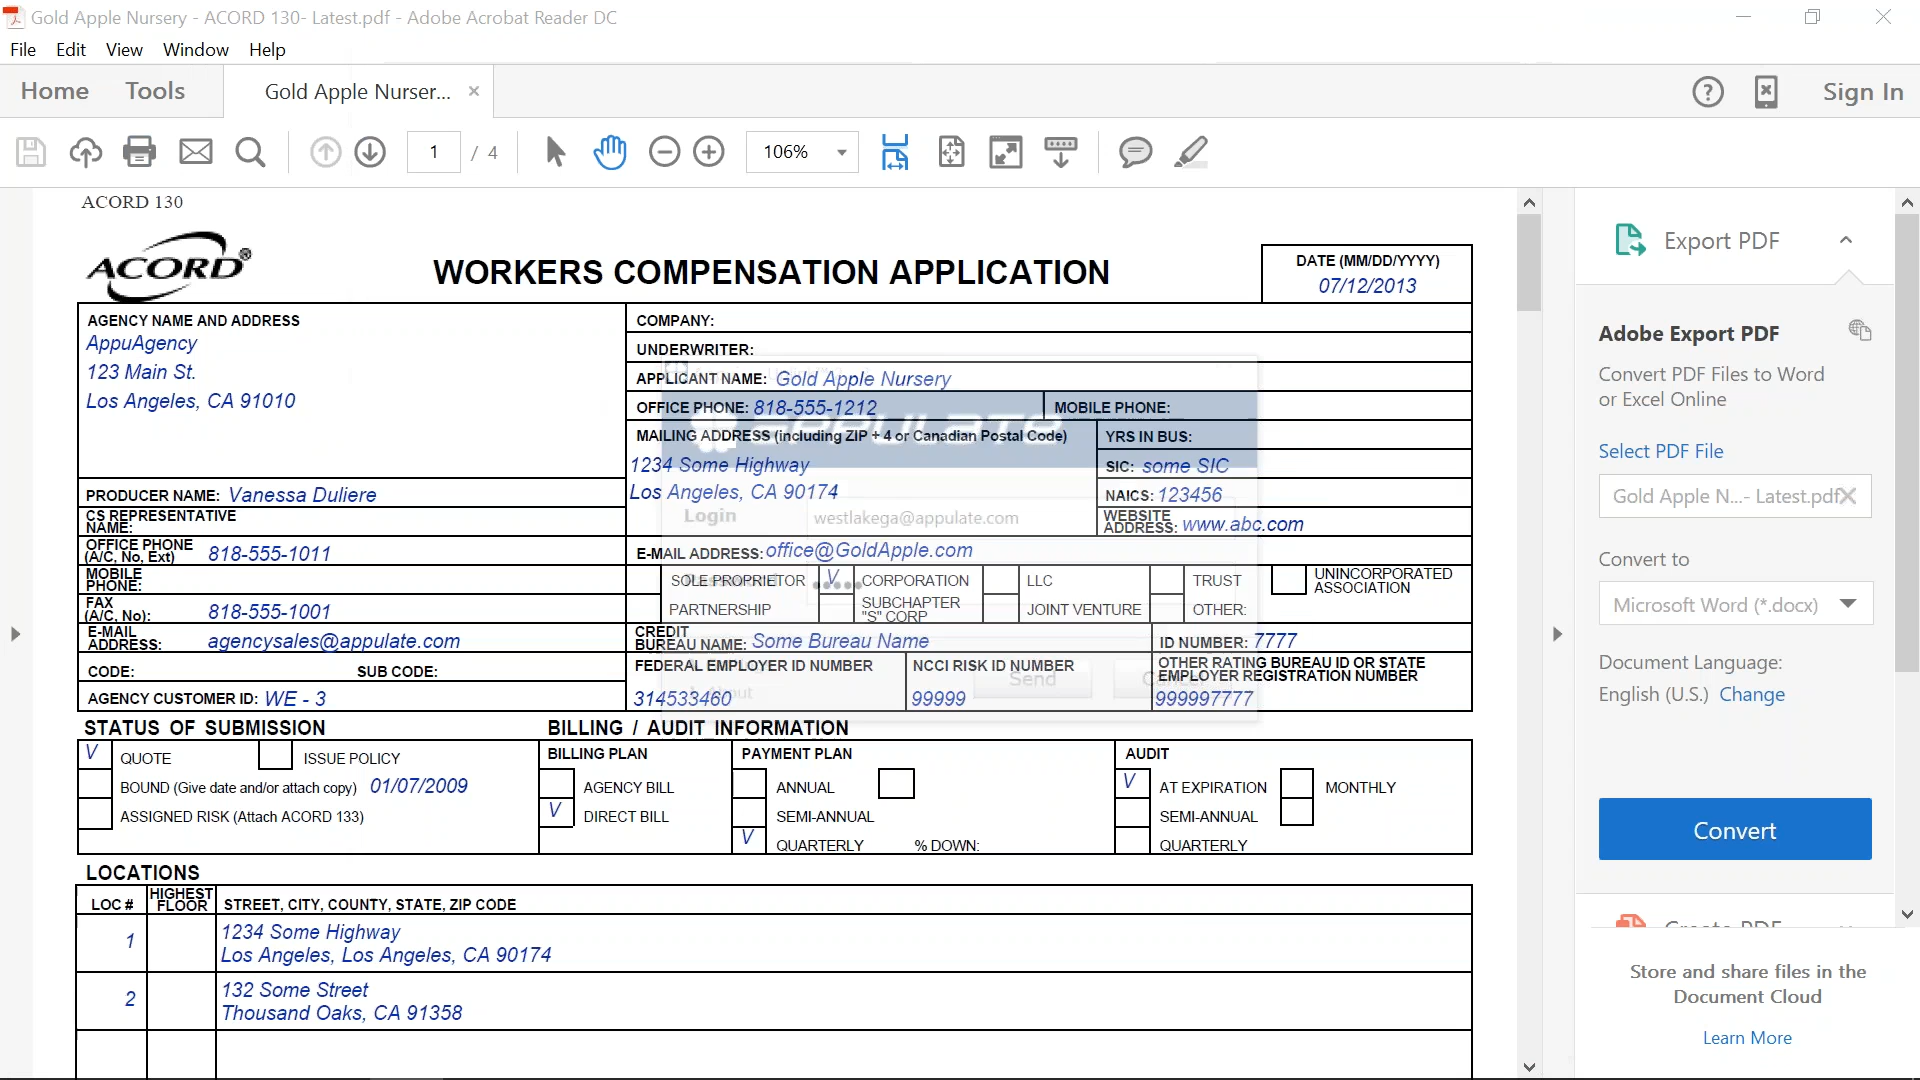 Gold Apple Nursery - ACORD 130- Latest.pdf - Adobe Acrobat Reader DC
File Edit View Window Help
Home Tools Gold Apple Nurser... × Sign In
1 / 4 106%
ACORD 130
ACORD®
WORKERS COMPENSATION APPLICATION
DATE (MM/DD/YYYY)
07/12/2013
AGENCY NAME AND ADDRESS
AppuAgency
123 Main St.
Los Angeles, CA 91010
PRODUCER NAME: Vanessa Duliere
CS REPRESENTATIVE
NAME:
OFFICE PHONE
(A/C, No, Ext) 818-555-1011
MOBILE
PHONE:
FAX
(A/C, No): 818-555-1001
E-MAIL
ADDRESS: agencysales@appulate.com
CODE: SUB CODE:
AGENCY CUSTOMER ID: WE - 3
COMPANY:
UNDERWRITER:
APPLICANT NAME: Gold Apple Nursery
OFFICE PHONE: 818-555-1212 MOBILE PHONE:
APPULATE
MAILING ADDRESS (including ZIP + 4 or Canadian Postal Code)
1234 Some Highway
Los Angeles, CA 90174
YRS IN BUS:
SIC: some SIC
NAICS: 123456
WEBSITE
ADDRESS: www.abc.com
Login westlakega@appulate.com
E-MAIL ADDRESS: office@GoldApple.com
SOLE PROPRIETOR V CORPORATION LLC TRUST UNINCORPORATED
ASSOCIATION
PARTNERSHIP SUBCHAPTER
"S" CORP JOINT VENTURE OTHER:
CREDIT
BUREAU NAME: Some Bureau Name ID NUMBER: 7777
FEDERAL EMPLOYER ID NUMBER
314533460
NCCI RISK ID NUMBER
99999
OTHER RATING BUREAU ID OR STATE
EMPLOYER REGISTRATION NUMBER
999997777
About Send Cancel
STATUS OF SUBMISSION
V QUOTE ISSUE POLICY
BOUND (Give date and/or attach copy) 01/07/2009
ASSIGNED RISK (Attach ACORD 133)
BILLING / AUDIT INFORMATION
BILLING PLAN
AGENCY BILL
V DIRECT BILL
PAYMENT PLAN
ANNUAL
SEMI-ANNUAL
V QUARTERLY % DOWN:
AUDIT
V AT EXPIRATION MONTHLY
SEMI-ANNUAL
QUARTERLY
LOCATIONS
LOC # HIGHEST
FLOOR STREET, CITY, COUNTY, STATE, ZIP CODE
1 1234 Some Highway
Los Angeles, Los Angeles, CA 90174
2 132 Some Street
Thousand Oaks, CA 91358
Export PDF
Adobe Export PDF
Convert PDF Files to Word
or Excel Online
Select PDF File
Gold Apple N...- Latest.pdf
Convert to
Microsoft Word (*.docx)
Document Language:
English (U.S.) Change
Convert
Create PDF
Store and share files in the
Document Cloud
Learn More